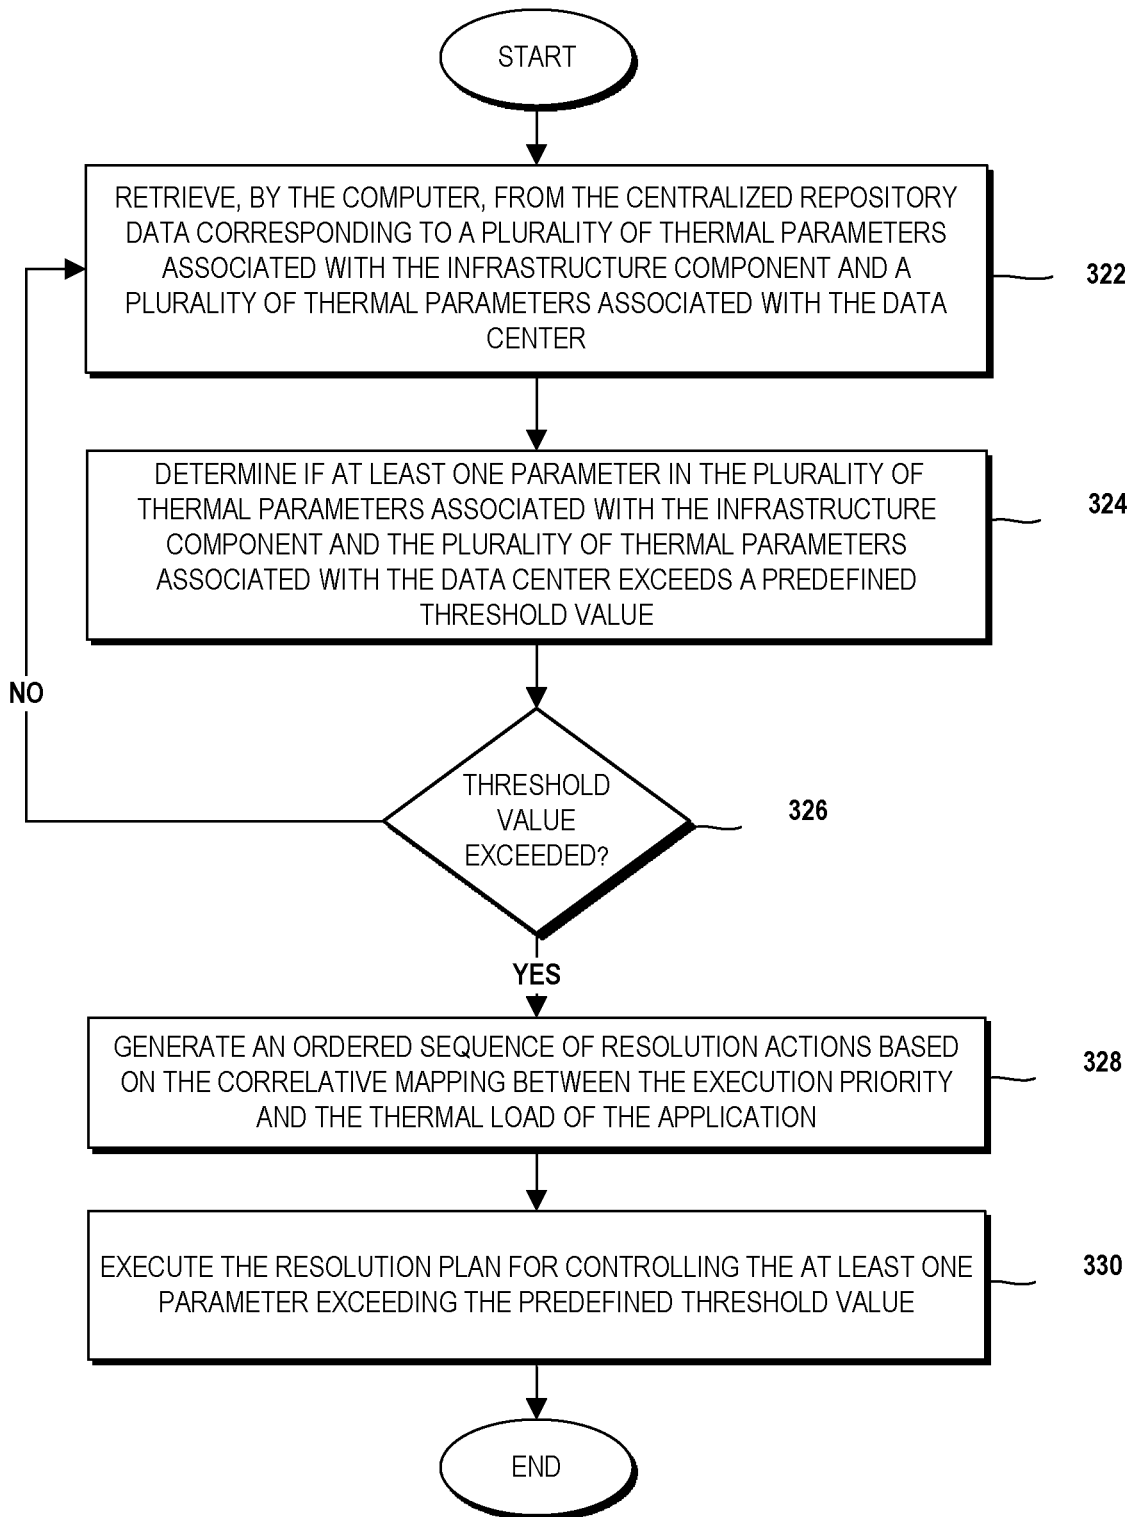 START
RETRIEVE, BY THE COMPUTER, FROM THE CENTRALIZED REPOSITORY
DATA CORRESPONDING TO A PLURALITY OF THERMAL PARAMETERS
ASSOCIATED WITH THE INFRASTRUCTURE COMPONENT AND A
PLURALITY OF THERMAL PARAMETERS ASSOCIATED WITH THE DATA
CENTER
322
DETERMINE IF AT LEAST ONE PARAMETER IN THE PLURALITY OF
THERMAL PARAMETERS ASSOCIATED WITH THE INFRASTRUCTURE
COMPONENT AND THE PLURALITY OF THERMAL PARAMETERS
ASSOCIATED WITH THE DATA CENTER EXCEEDS A PREDEFINED
THRESHOLD VALUE
324
NO
THRESHOLD
VALUE
EXCEEDED?
326
YES
GENERATE AN ORDERED SEQUENCE OF RESOLUTION ACTIONS BASED
ON THE CORRELATIVE MAPPING BETWEEN THE EXECUTION PRIORITY
AND THE THERMAL LOAD OF THE APPLICATION
328
EXECUTE THE RESOLUTION PLAN FOR CONTROLLING THE AT LEAST ONE
PARAMETER EXCEEDING THE PREDEFINED THRESHOLD VALUE
330
END